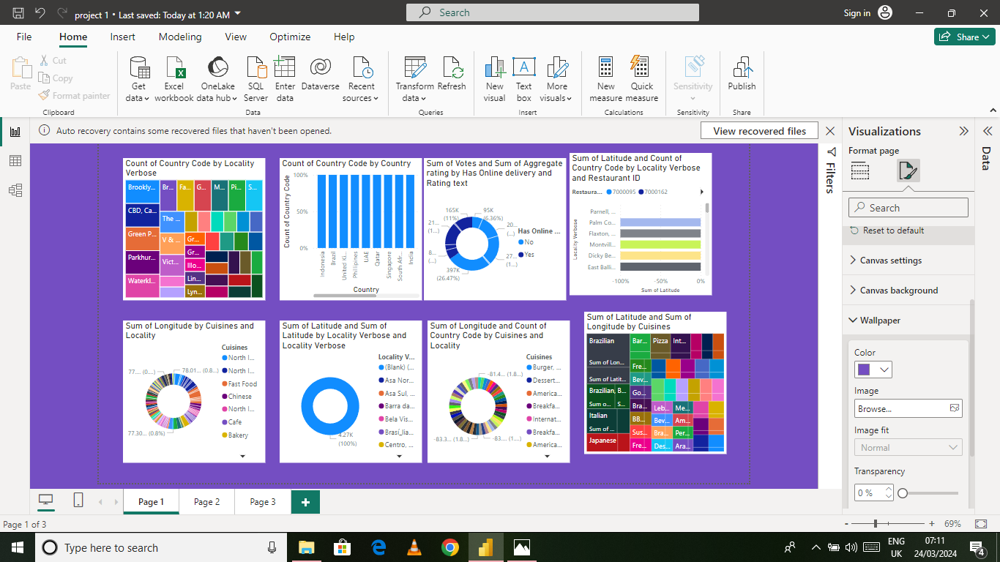 project 1 • Last saved: Today at 1:20 AM
Search
Sign in
File Home Insert Modeling View Optimize Help
Share
Paste
Cut
Copy
Format painter
Clipboard
Get data
Excel workbook
OneLake data hub
SQL Server
Enter data
Dataverse
Recent sources
Data
Transform data
Refresh
Queries
New visual
Text box
More visuals
Insert
New measure
Quick measure
Calculations
Sensitivity
Sensitivity
Publish
Share
Auto recovery contains some recovered files that haven't been opened.
View recovered files
Count of Country Code by Locality
Verbose
Brookly...
CBD, Ca...
Green P...
Parkhur...
Waterkl...
Br...
The ...
V & ...
Vict...
Fa...
G...
M...
Pi...
S...
Gr...
Gr...
Illo...
Lin...
Lyn...
Count of Country Code by Country
Count of Country Code
100%
50%
0%
Indonesia
Brazil
United Ki...
Phillipines
UAE
Qatar
Singapore
South Afr...
India
Country
Sum of Votes and Sum of Aggregate
rating by Has Online delivery and
Rating text
165K
(11%)
95K
(6.36%)
21...
(1...)
20...
(...)
8...
(...)
27...
(1...)
397K
(26.47%)
Has Online ...
No
Yes
Sum of Latitude and Count of
Country Code by Locality Verbose
and Restaurant ID
Restaura... 7000095 7000162
Locality Verbose
Parnell, ...
Palm Co...
Flaxton, ...
Montvill...
Dicky Be...
East Balli...
-100% -50% 0%
Sum of Latitude
Sum of Longitude by Cuisines and
Locality
77.... (0....)
78.01... (0.8...)
77.30... (0.8%)
Cuisines
North I...
North I...
Fast Food
Chinese
North I...
Cafe
Bakery
Sum of Latitude and Sum of
Latitude by Locality Verbose and
Locality Verbose
4.27K
(100%)
Locality V...
(Blank) (...
Asa Nor...
Asa Sul, ...
Barra da...
Bela Vis...
Brasí_lia...
Centro, ...
Sum of Longitude and Count of
Country Code by Cuisines and
Locality
-81.4... (1.8...)
-83.3... (1.8...)
-83.... (1....)
Cuisines
Burger, ...
Dessert...
America...
Breakfa...
Internat...
Breakfa...
America...
Sum of Latitude and Sum of
Longitude by Cuisines
Brazilian
Sum of Lon...
Sum of Latit...
Brazilian, B...
Sum o...
S...
Italian
Sum of ...
Japanese
Bar...
Fre...
Bev...
Go...
Bra...
BB...
Sus...
Fre...
Pizza
Int...
Leb...
Me...
Bev...
Am...
Bra...
Per...
Des...
Ara...
Filters
Visualizations
Format page
Search
Reset to default
Canvas settings
Canvas background
Wallpaper
Color
Image
Browse...
Image fit
Normal
Transparency
0 %
Data
Page 1
Page 2
Page 3
Page 1 of 3
- + 69%
Type here to search
ENG
UK
07:11
24/03/2024
4